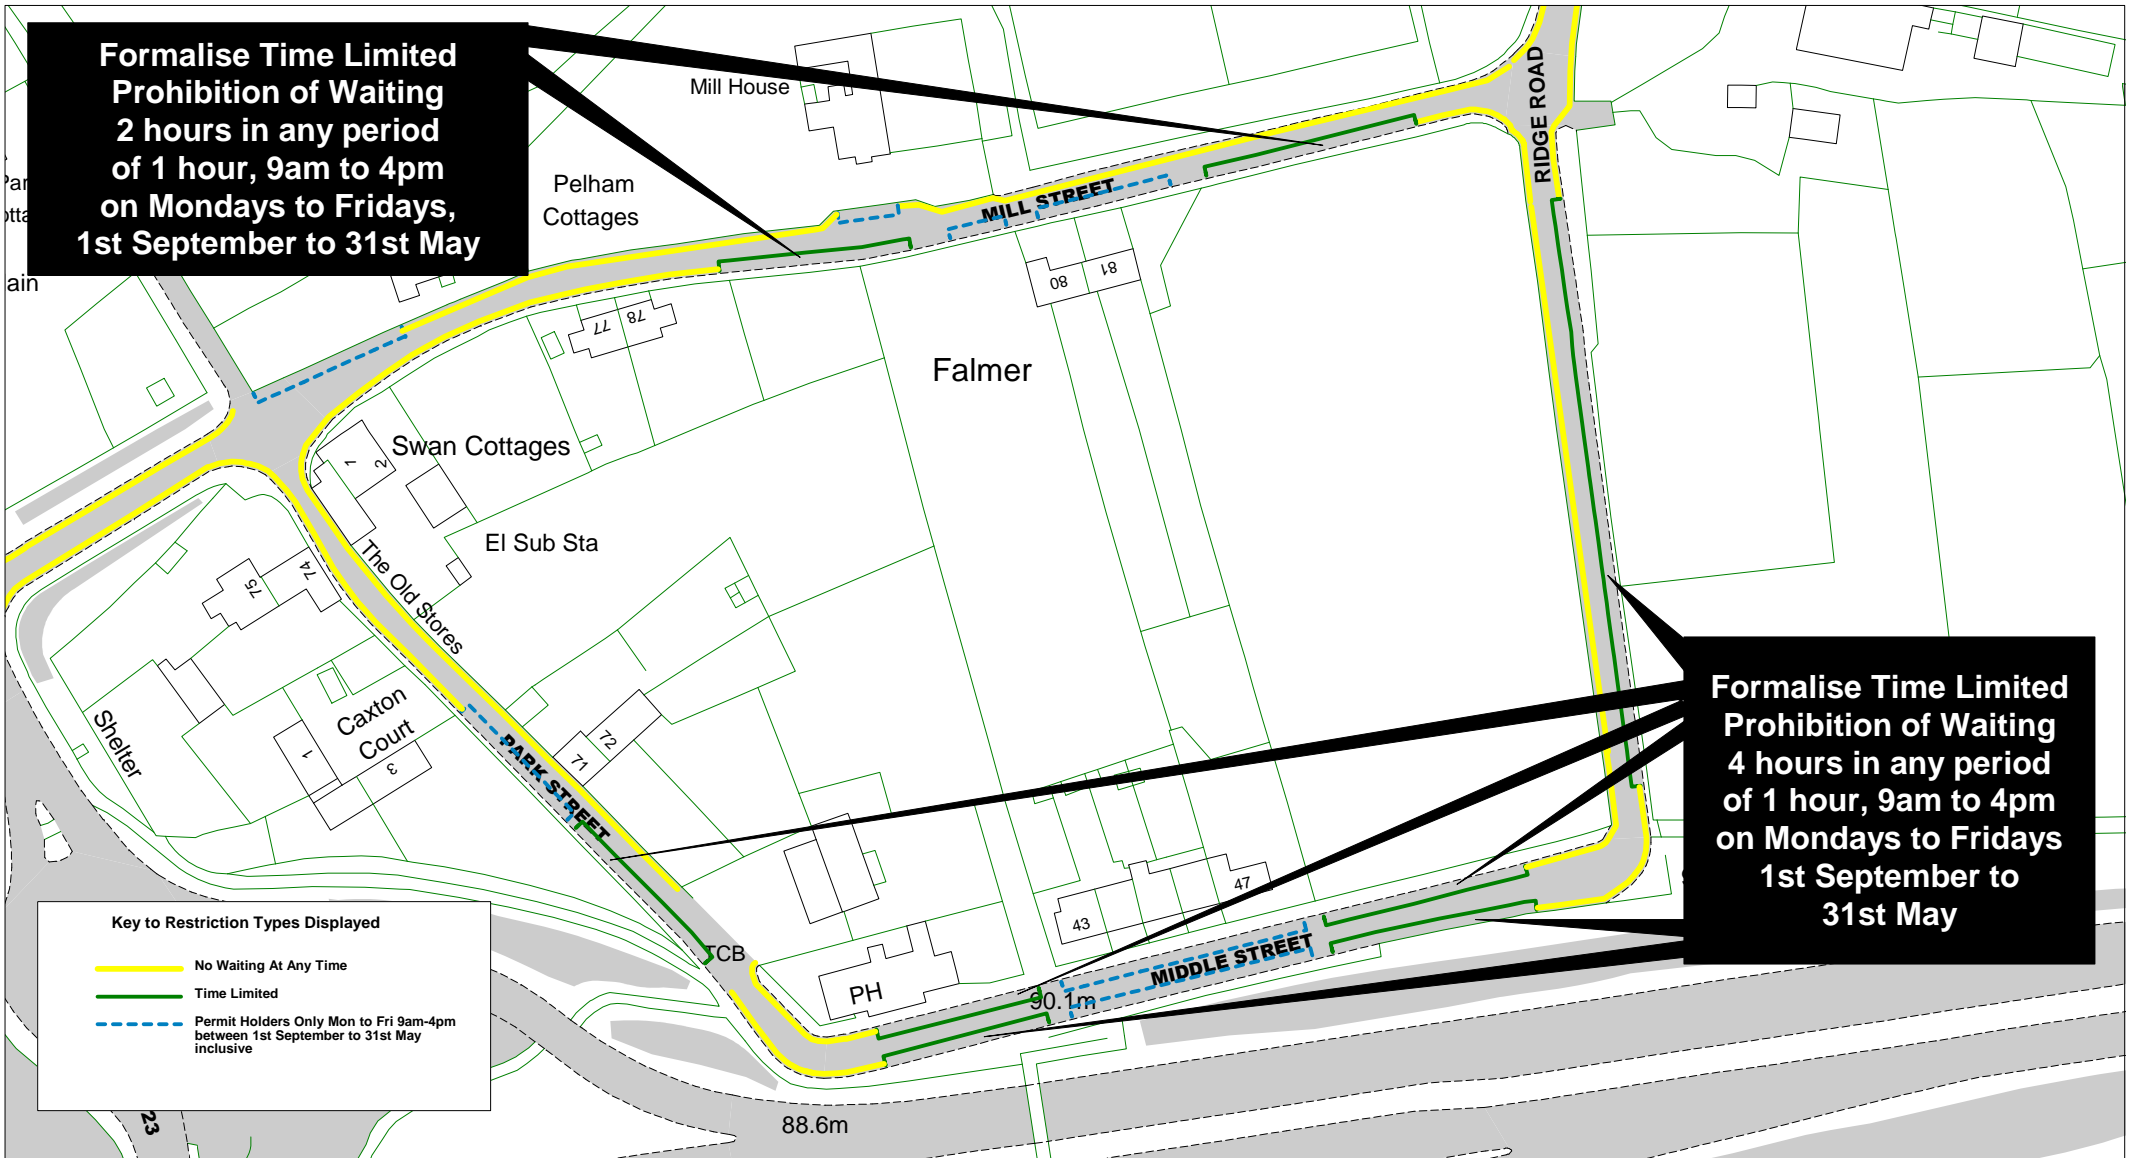 Formalise Time Limited
Prohibition of Waiting
2 hours in any period
of 1 hour, 9am to 4pm
on Mondays to Fridays,
1st September to 31st May
Mill House
RIDGE ROAD
Pelham
Cottages
MILL STREET
ain
80
81
77
78
Falmer
Swan Cottages
2
El Sub Sta
The Old Stores
74
75
Caxton
Court
Shelter
1
3
72
71
PARK STREET
Formalise Time Limited
Prohibition of Waiting
4 hours in any period
of 1 hour, 9am to 4pm
on Mondays to Fridays
1st September to
31st May
47
43
TCB
MIDDLE STREET
PH
90.1m
Key to Restriction Types Displayed
No Waiting At Any Time
Time Limited
Permit Holders Only Mon to Fri 9am-4pm
between 1st September to 31st May
inclusive
23
88.6m